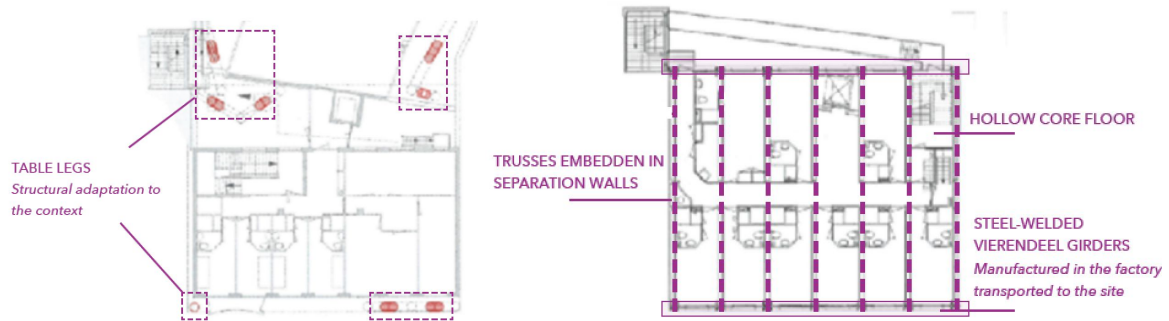 TABLE LEGS
Structural adaptation to
the context
TRUSSES EMBEDDEN IN
SEPARATION WALLS
HOLLOW CORE FLOOR
STEEL-WELDED
VIERENDEEL GIRDERS
Manufactured in the factory
transported to the site